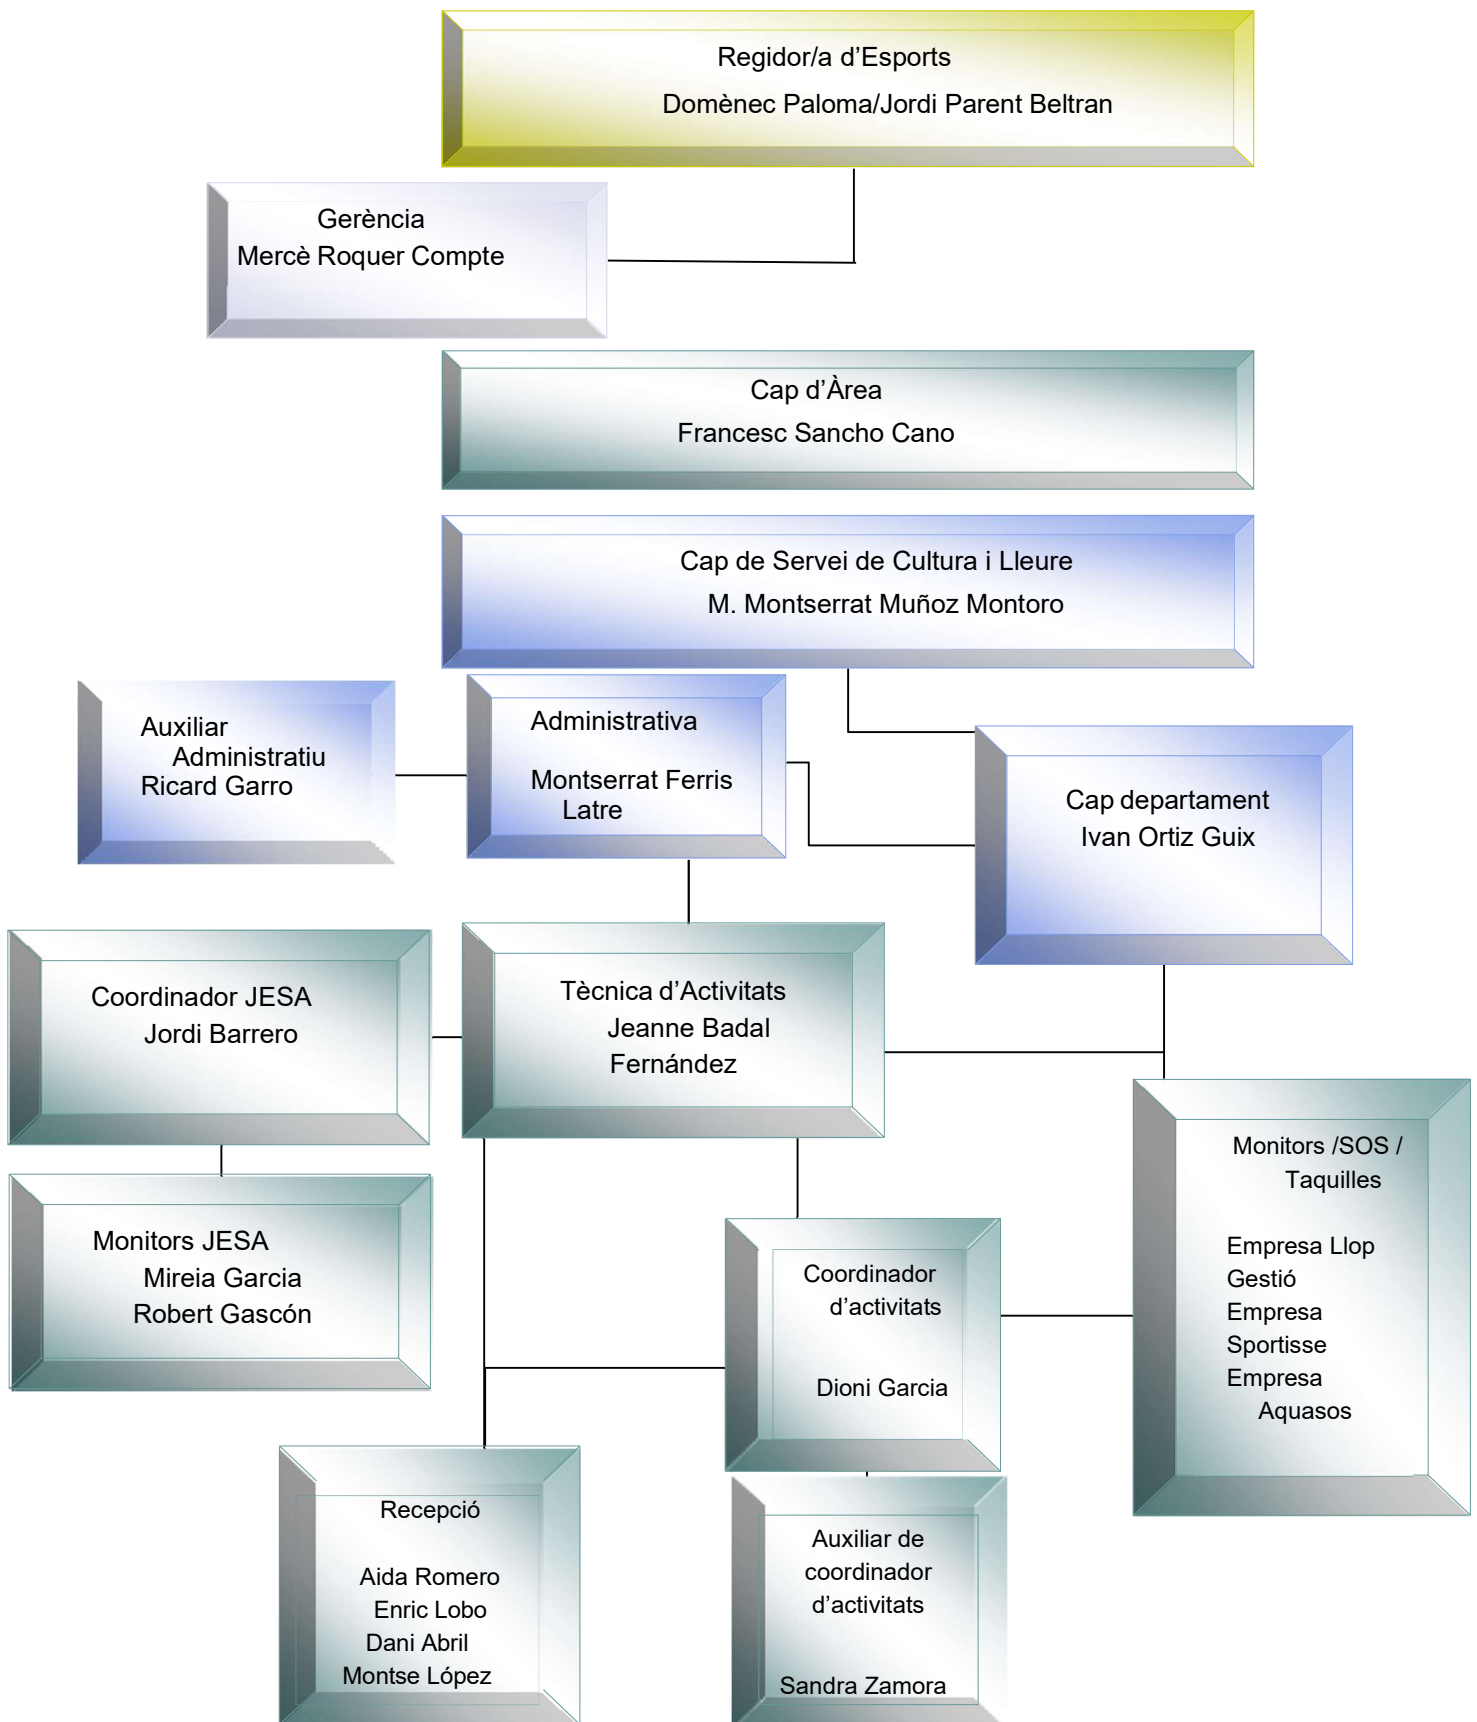 Regidor/a d’Esports
Domènec Paloma/Jordi Parent Beltran
Gerència
Mercè Roquer Compte
Cap d’Àrea
Francesc Sancho Cano
Cap de Servei de Cultura i Lleure
M. Montserrat Muñoz Montoro
Auxiliar
Administratiu
Ricard Garro
Administrativa
Montserrat Ferris
Latre
Cap departament
Ivan Ortiz Guix
Coordinador JESA
Jordi Barrero
Tècnica d’Activitats
Jeanne Badal
Fernández
Monitors /SOS /
Taquilles
Empresa Llop
Gestió
Empresa
Sportisse
Empresa
Aquasos
Monitors JESA
Mireia Garcia
Robert Gascón
Coordinador
d’activitats
Dioni Garcia
Recepció
Aida Romero
Enric Lobo
Dani Abril
Montse López
Auxiliar de
coordinador
d’activitats
Sandra Zamora